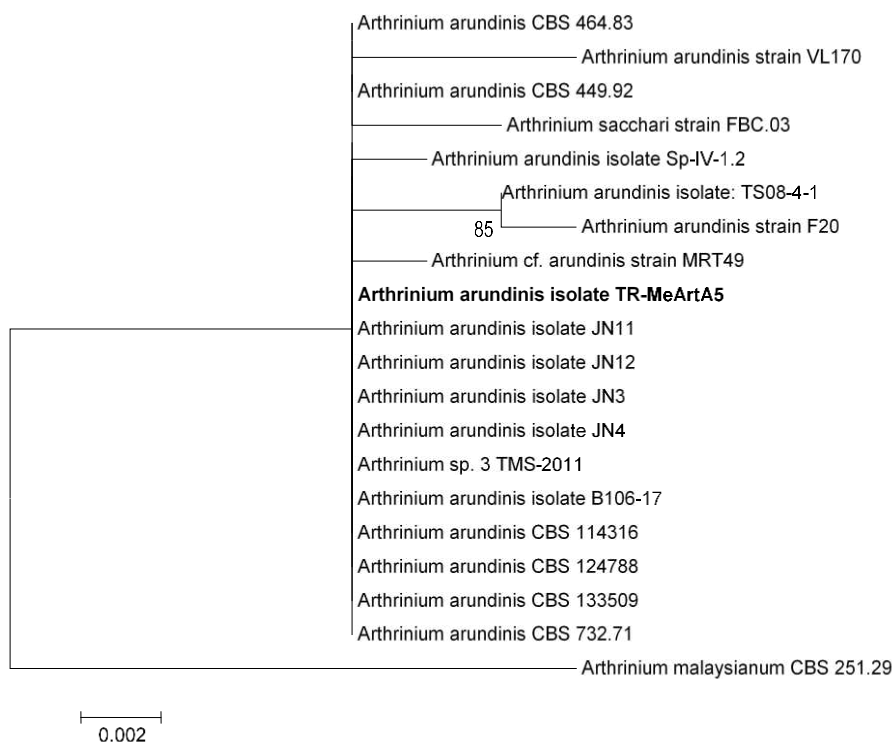 Arthrinium arundinis CBS 464.83
Arthrinium arundinis strain VL170
Arthrinium arundinis CBS 449.92
Arthrinium sacchari strain FBC.03
Arthrinium arundinis isolate Sp-IV-1.2
Arthrinium arundinis isolate: TS08-4-1
85
Arthrinium arundinis strain F20
Arthrinium cf. arundinis strain MRT49
Arthrinium arundinis isolate TR-MeArtA5
Arthrinium arundinis isolate JN11
Arthrinium arundinis isolate JN12
Arthrinium arundinis isolate JN3
Arthrinium arundinis isolate JN4
Arthrinium sp. 3 TMS-2011
Arthrinium arundinis isolate B106-17
Arthrinium arundinis CBS 114316
Arthrinium arundinis CBS 124788
Arthrinium arundinis CBS 133509
Arthrinium arundinis CBS 732.71
Arthrinium malaysianum CBS 251.29
0.002